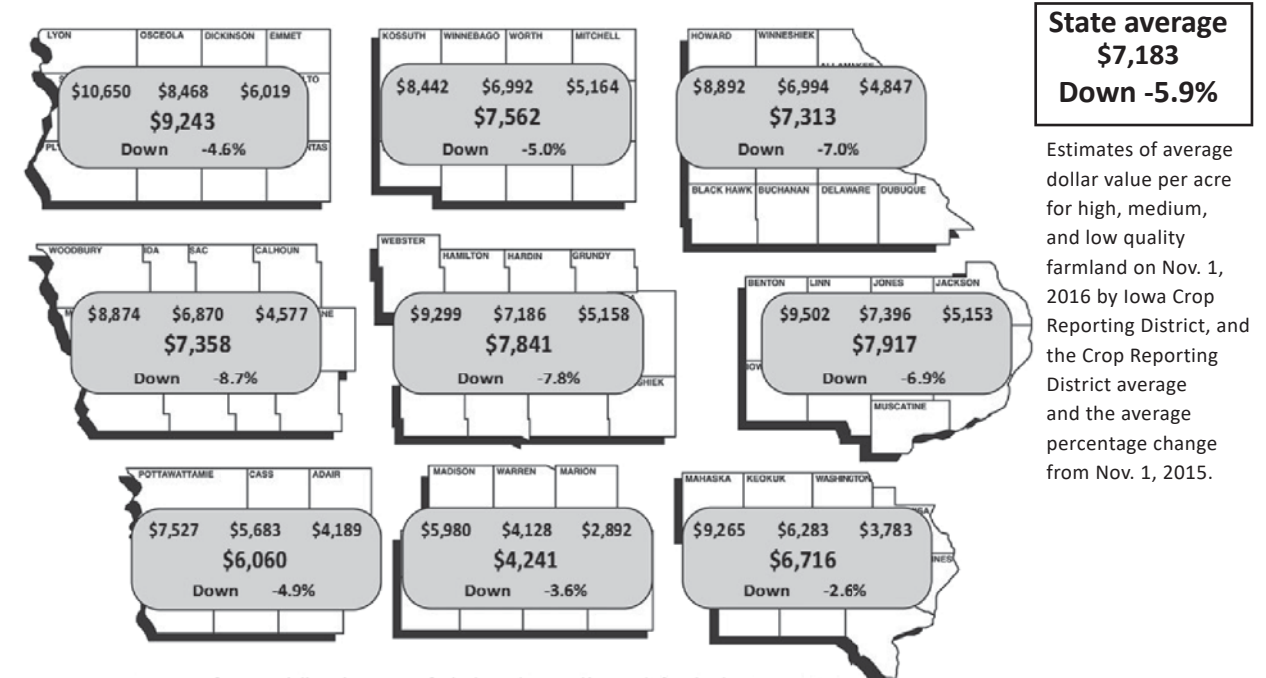 LYON OSCEOLA DICKINSON EMMET
$10,650 $8,468 $6,019
$9,243
Down -4.6%
KOSSUTH WINNEBAGO WORTH MITCHELL
$8,442 $6,992 $5,164
$7,562
Down -5.0%
HOWARD WINNESHIEK
$8,892 $6,994 $4,847
$7,313
Down -7.0%
BLACK HAWK BUCHANAN DELAWARE DUBUQUE
State average
$7,183
Down -5.9%
Estimates of average
dollar value per acre
for high, medium,
and low quality
farmland on Nov. 1,
2016 by Iowa Crop
Reporting District, and
the Crop Reporting
District average
and the average
percentage change
from Nov. 1, 2015.
WOODBURY IDA SAC CALHOUN
$8,874 $6,870 $4,577
$7,358
Down -8.7%
WEBSTER
HAMILTON HARDIN GRUNDY
$9,299 $7,186 $5,158
$7,841
Down -7.8%
BENTON LINN JONES JACKSON
$9,502 $7,396 $5,153
$7,917
Down -6.9%
MUSCATINE
POTTAWATTAMIE CASS ADAIR
$7,527 $5,683 $4,189
$6,060
Down -4.9%
MADISON WARREN MARION
$5,980 $4,128 $2,892
$4,241
Down -3.6%
MAHASKA KEOKUK WASHINGTON
$9,265 $6,283 $3,783
$6,716
Down -2.6%